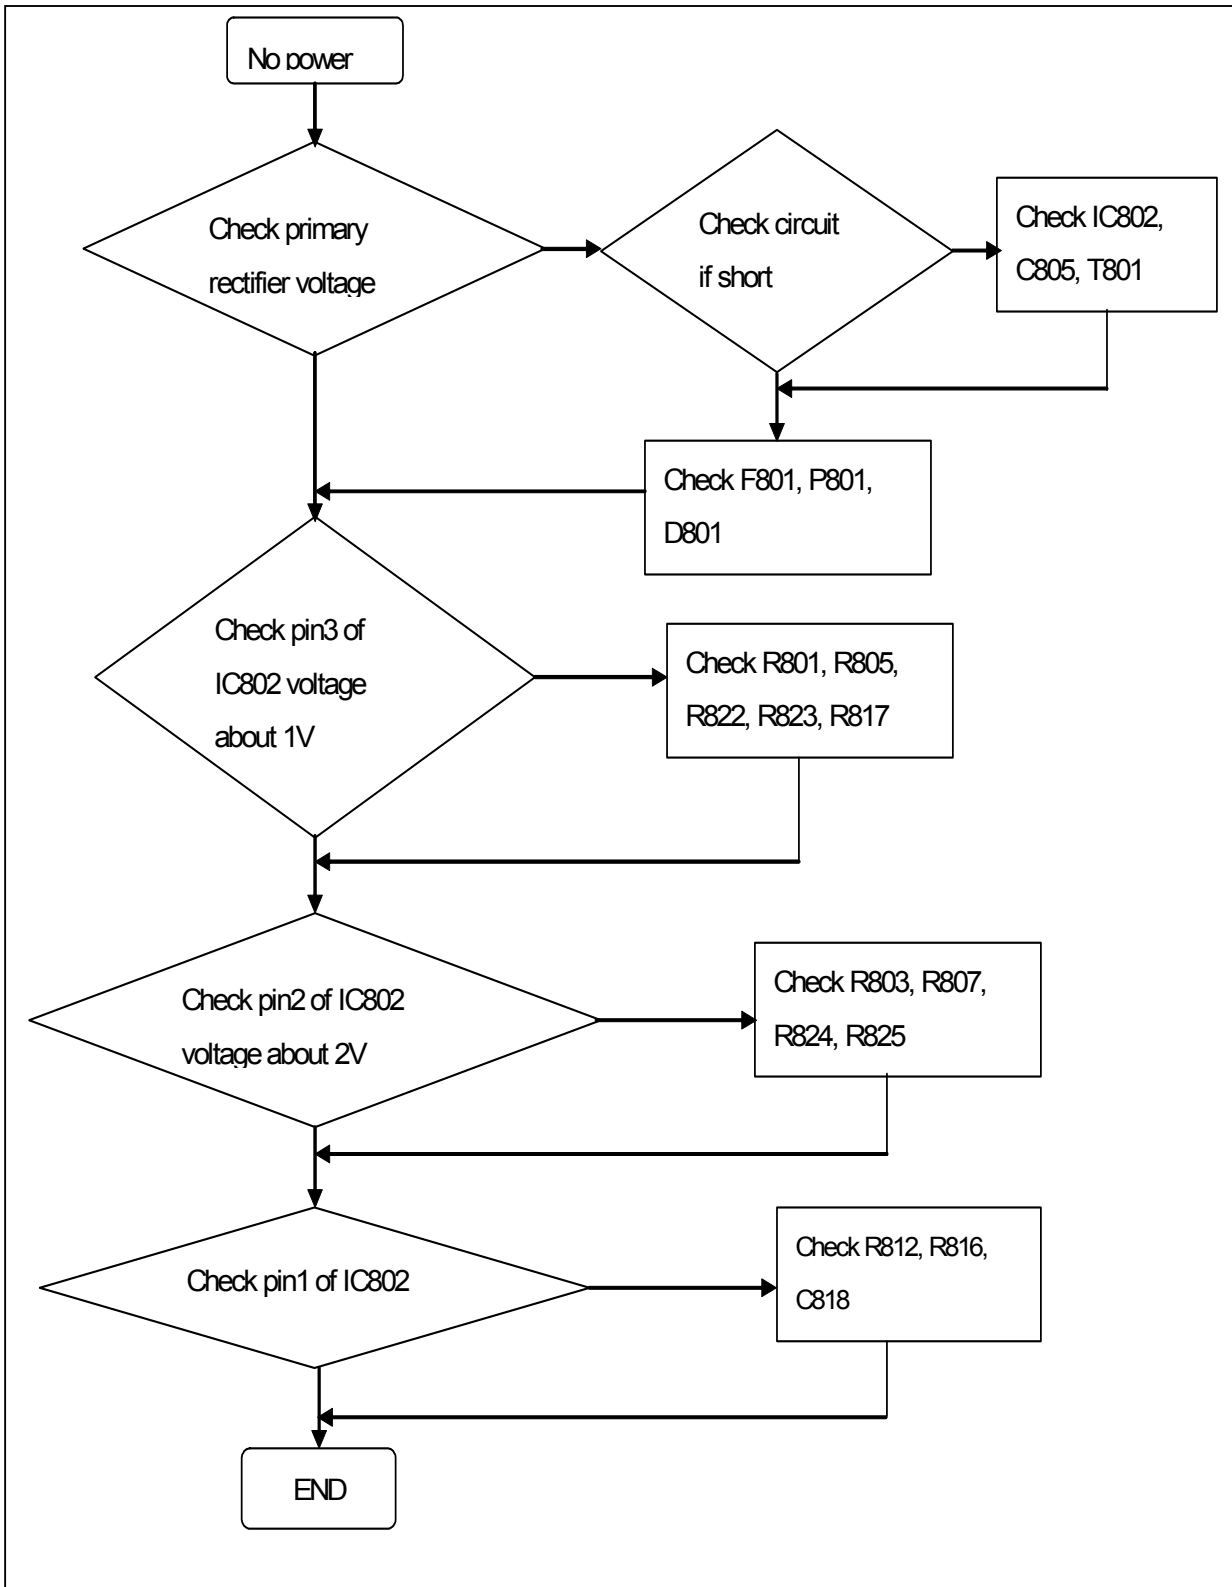 No power
Check primary
rectifier voltage
Check circuit
if short
Check IC802,
C805, T801
Check F801, P801,
D801
Check pin3 of
IC802 voltage
about 1V
Check R801, R805,
R822, R823, R817
Check pin2 of IC802
voltage about 2V
Check R803, R807,
R824, R825
Check pin1 of IC802
Check R812, R816,
C818
END